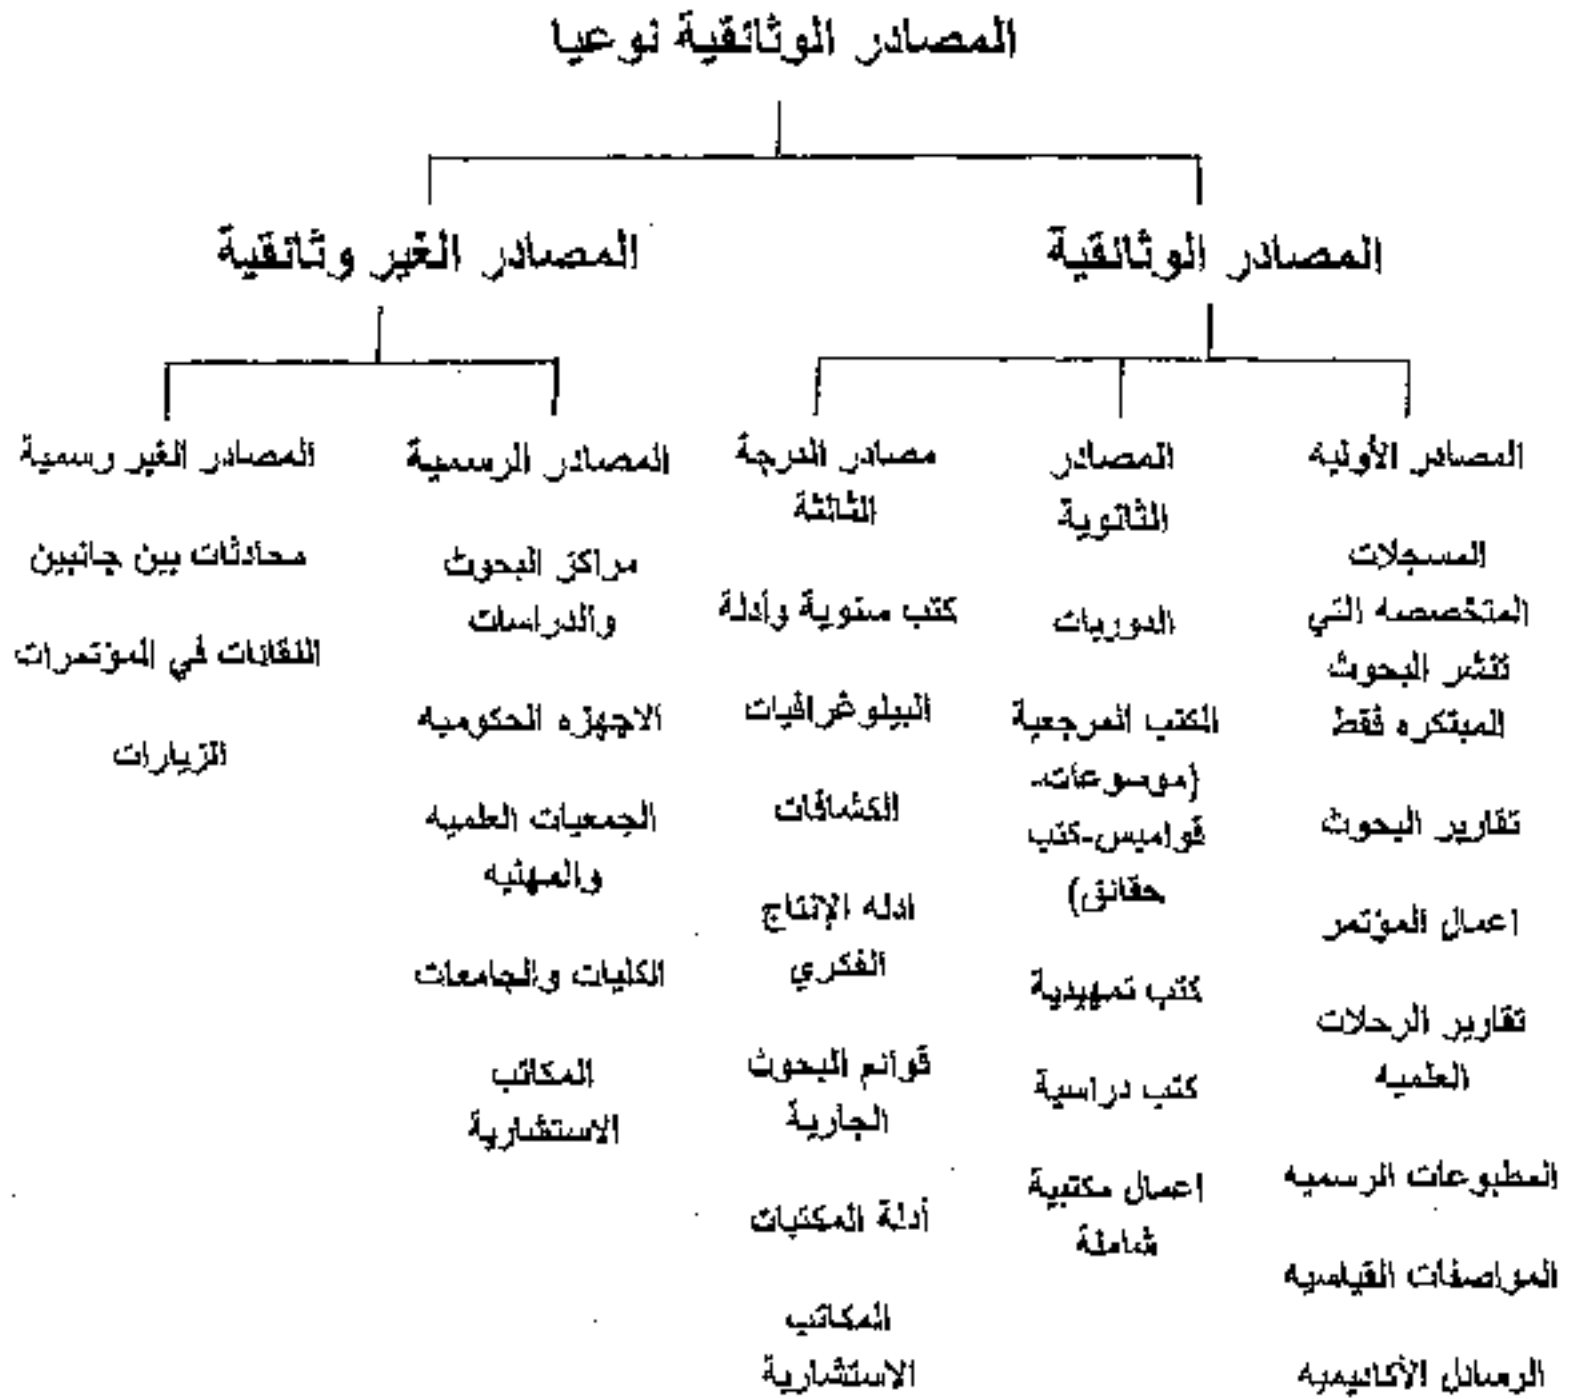 المصادر الوثائقية نوعيا
المصادر الوثائقية
المصادر الغير وثائقية
المصادر الأوليه
المسجلات
المتخصصه التي
تنشر البحوث
المبتكره فقط
تقارير البحوث
اعمال المؤتمر
تقارير الرحلات
العلميه
المطبوعات الرسميه
المواصفات القياسيه
الرسائل الأكاديميه
المصادر
الثانوية
الدوريات
الكتب المرجعية
(موسوعات-
قواميس-كتب
حقائق)
كتب تمهيدية
كتب دراسية
اعمال مكتبية
شاملة
مصادر الدرجة
الثالثة
كتب سنوية وأدلة
البيلوغرافيات
الكشافات
ادله الإنتاج
الفكري
قوائم البحوث
الجارية
أدلة المكتبات
المكاتب
الاستشارية
المصادر الرسمية
مراكز البحوث
والدراسات
الاجهزه الحكوميه
الجمعيات العلميه
والمهنيه
الكليات والجامعات
المكاتب
الاستشارية
المصادر الغير رسمية
محادثات بين جانبين
اللقاءات في المؤتمرات
الزيارات